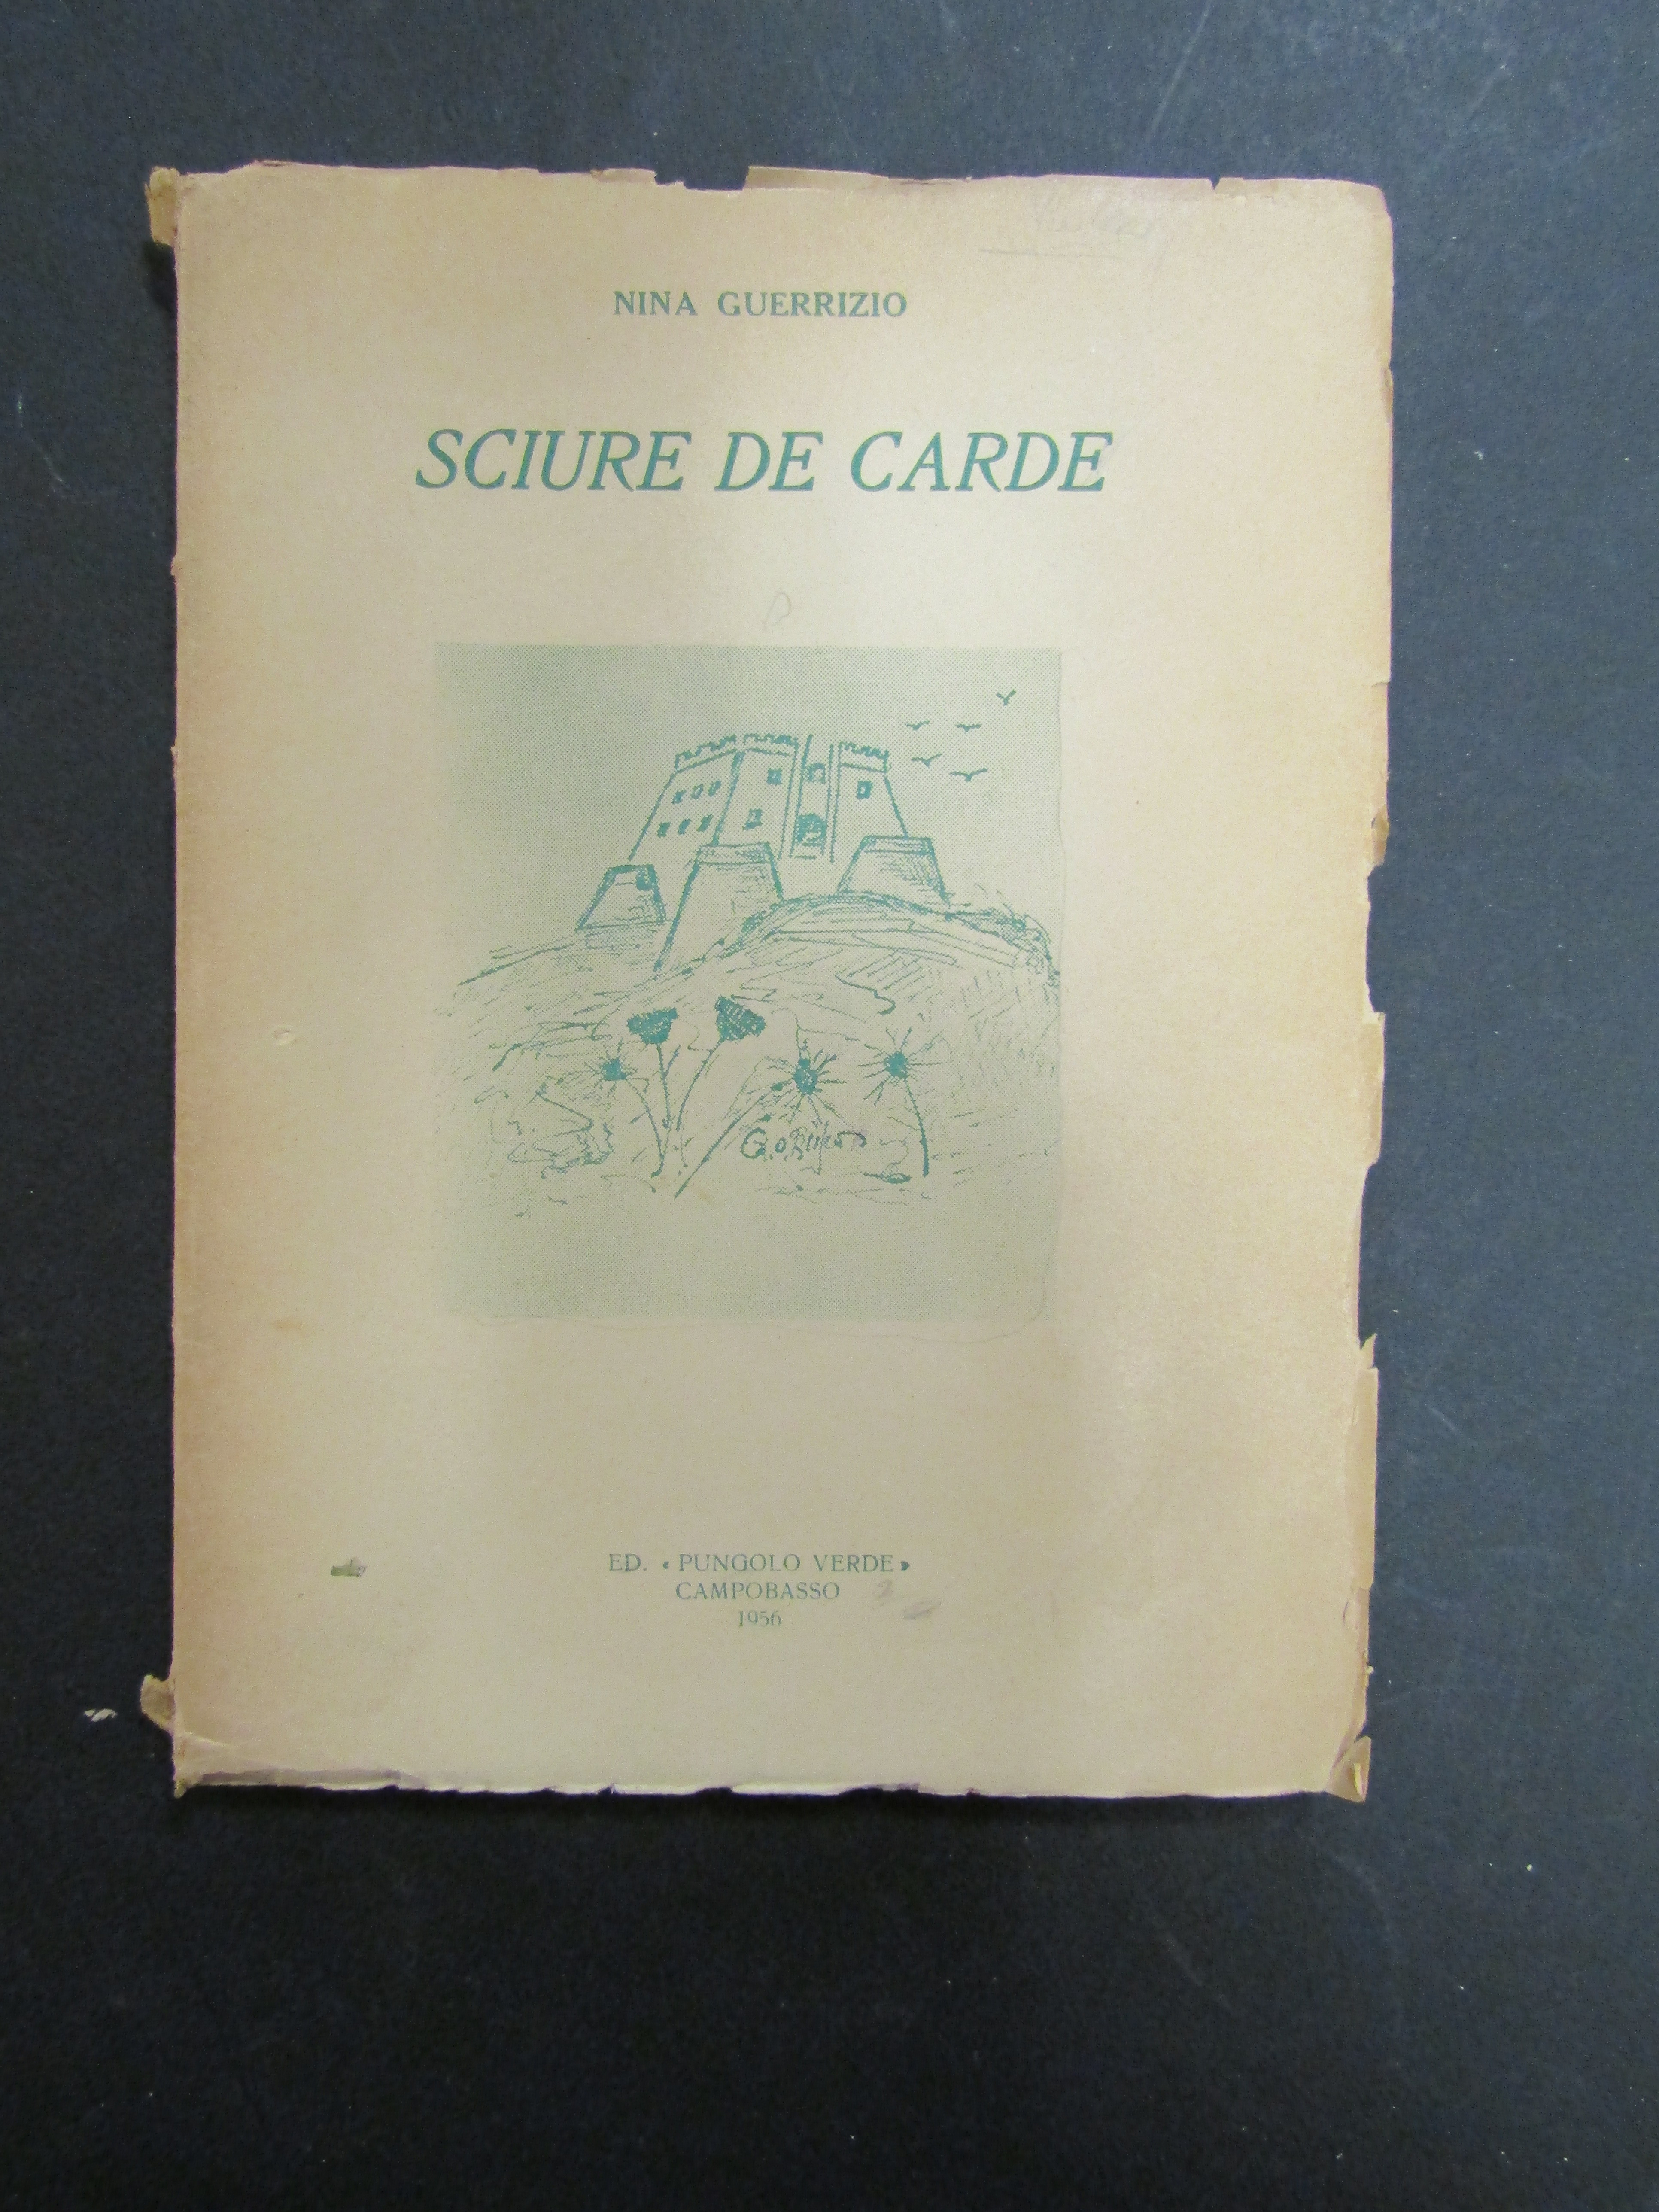 NINA GUERRIZIO
SCIURE DE CARDE
ED. « PUNGOLO VERDE »
CAMPOBASSO
1956